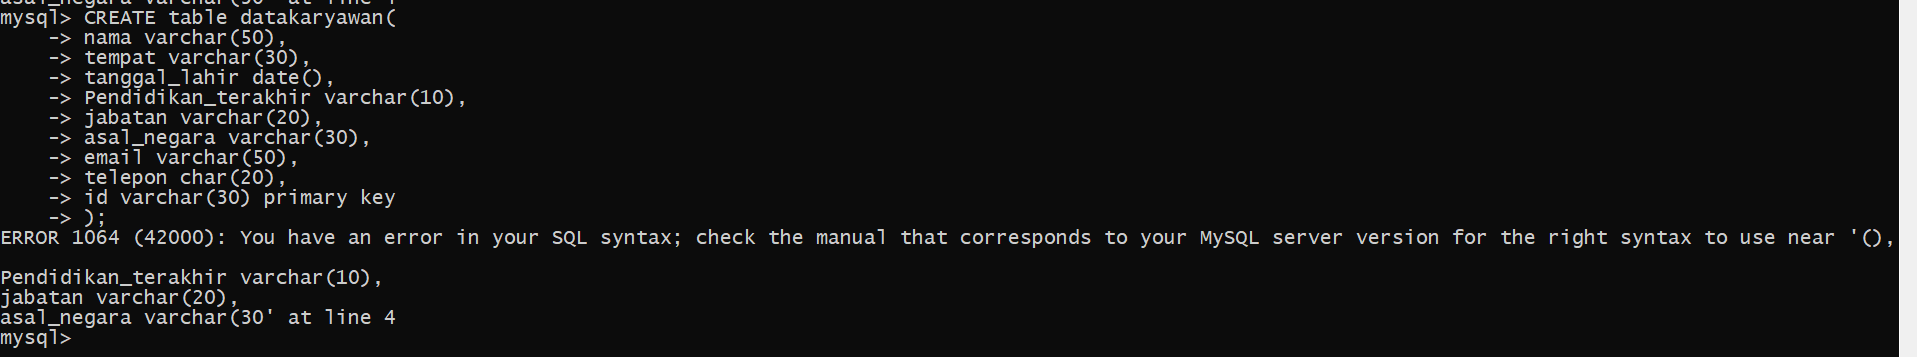 mysql> CREATE table datakaryawan(
    -> nama varchar(50),
    -> tempat varchar(30),
    -> tanggal_lahir date(),
    -> Pendidikan_terakhir varchar(10),
    -> jabatan varchar(20),
    -> asal_negara varchar(30),
    -> email varchar(50),
    -> telepon char(20),
    -> id varchar(30) primary key
    -> );
ERROR 1064 (42000): You have an error in your SQL syntax; check the manual that corresponds to your MySQL server version for the right syntax to use near '(),
Pendidikan_terakhir varchar(10),
jabatan varchar(20),
asal_negara varchar(30' at line 4
mysql>